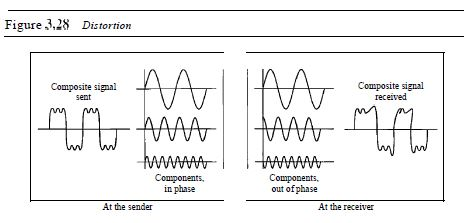 Figure 3.28 Distortion
Composite signal
sent
Components,
in phase
At the sender
Components,
out of phase
Composite signal
received
At the receiver